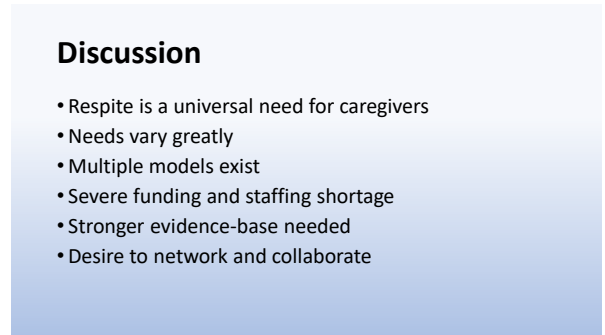 Discussion
• Respite is a universal need for caregivers
• Needs vary greatly
• Multiple models exist
• Severe funding and staffing shortage
• Stronger evidence-base needed
• Desire to network and collaborate